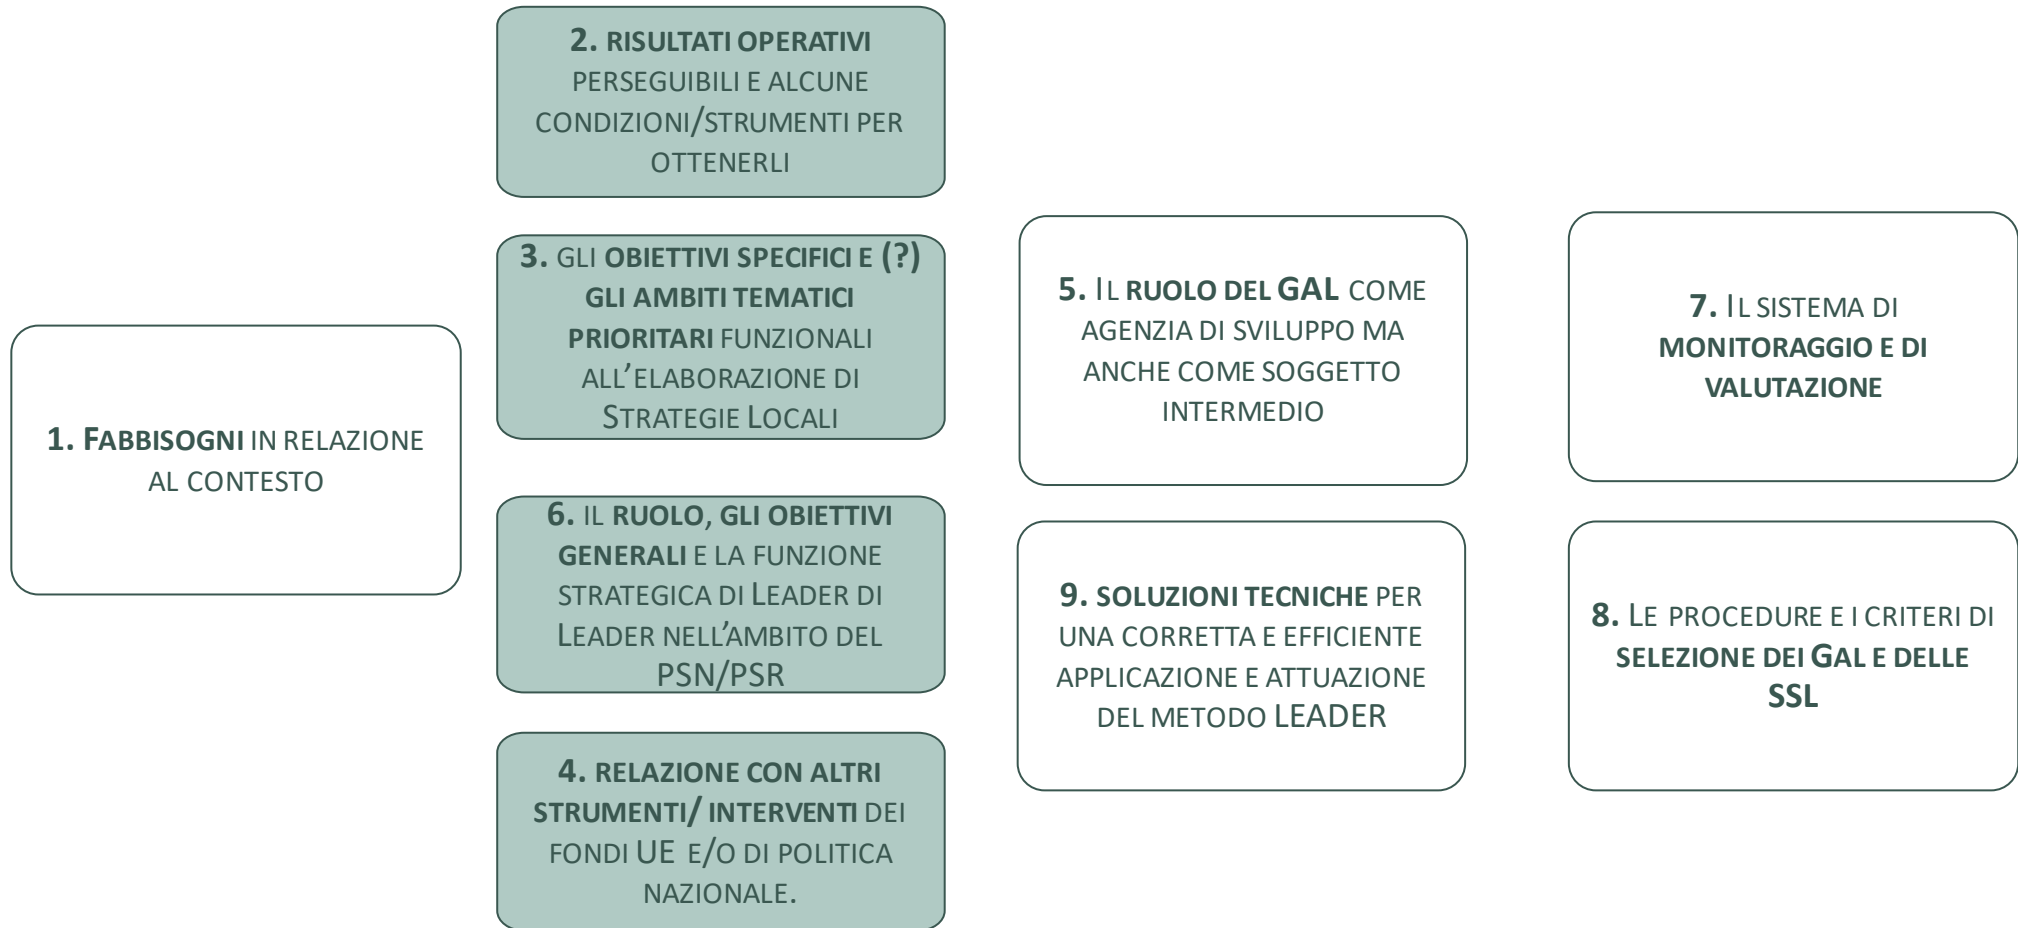 1. FABBISOGNI IN RELAZIONE
AL CONTESTO
2. RISULTATI OPERATIVI
PERSEGUIBILI E ALCUNE
CONDIZIONI/STRUMENTI PER
OTTENERLI
3. GLI OBIETTIVI SPECIFICI E (?)
GLI AMBITI TEMATICI
PRIORITARI FUNZIONALI
ALL'ELABORAZIONE DI
STRATEGIE LOCALI
6. IL RUOLO, GLI OBIETTIVI
GENERALI E LA FUNZIONE
STRATEGICA DI LEADER DI
LEADER NELL'AMBITO DEL
PSN/PSR
4. RELAZIONE CON ALTRI
STRUMENTI/ INTERVENTI DEI
FONDI UE E/O DI POLITICA
NAZIONALE.
5. IL RUOLO DEL GAL COME
AGENZIA DI SVILUPPO MA
ANCHE COME SOGGETTO
INTERMEDIO
9. SOLUZIONI TECNICHE PER
UNA CORRETTA E EFFICIENTE
APPLICAZIONE E ATTUAZIONE
DEL METODO LEADER
7. IL SISTEMA DI
MONITORAGGIO E DI
VALUTAZIONE
8. LE PROCEDURE E I CRITERI DI
SELEZIONE DEI GAL E DELLE
SSL